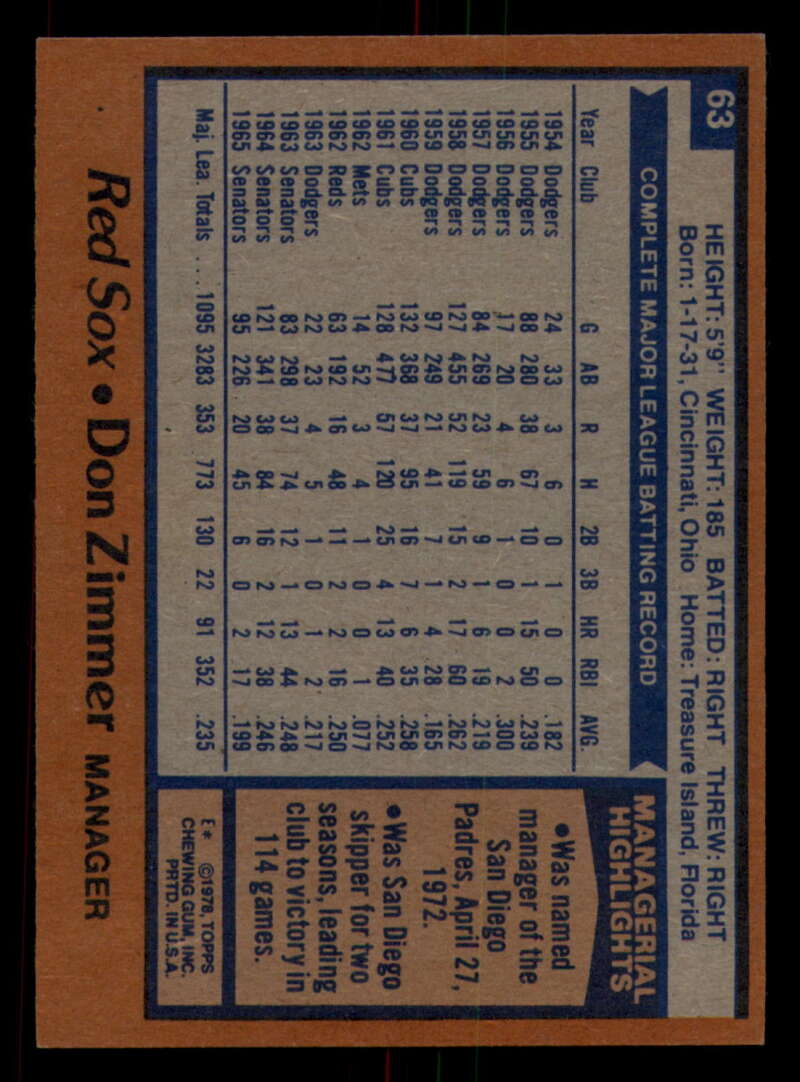 63
HEIGHT: 5'9" WEIGHT: 185 BATTED: RIGHT THREW: RIGHT
Born: 1-17-31, Cincinnati, Ohio Home: Treasure Island, Florida
COMPLETE MAJOR LEAGUE BATTING RECORD
Year Club G AB R H 2B 3B HR RBI AVG.
1954 Dodgers 24 33 3 6 0 1 0 0 .182
1955 Dodgers 88 280 38 67 10 1 15 50 .239
1956 Dodgers 17 20 4 6 1 0 0 2 .300
1957 Dodgers 84 269 23 59 9 1 6 19 .219
1958 Dodgers 127 455 52 119 15 2 17 60 .262
1959 Dodgers 97 249 21 41 7 1 4 28 .165
1960 Cubs 132 368 37 95 16 7 6 35 .258
1961 Cubs 128 477 57 120 25 4 13 40 .252
1962 Mets 14 52 3 4 1 0 0 1 .077
1962 Reds 63 192 16 48 11 2 2 16 .250
1963 Dodgers 22 23 4 5 1 0 1 2 .217
1963 Senators 83 298 37 74 12 1 13 44 .248
1964 Senators 121 341 38 84 16 2 12 38 .246
1965 Senators 95 226 20 45 6 0 2 17 .199
Maj. Lea. Totals ... 1095 3283 353 773 130 22 91 352 .235
MANAGERIAL
HIGHLIGHTS
•Was named
manager of the
San Diego
Padres, April 27,
1972.
•Was San Diego
skipper for two
seasons, leading
club to victory in
114 games.
E* ©1978, TOPPS
CHEWING GUM, INC.
PRTD. IN U.S.A.
Red Sox • Don Zimmer MANAGER